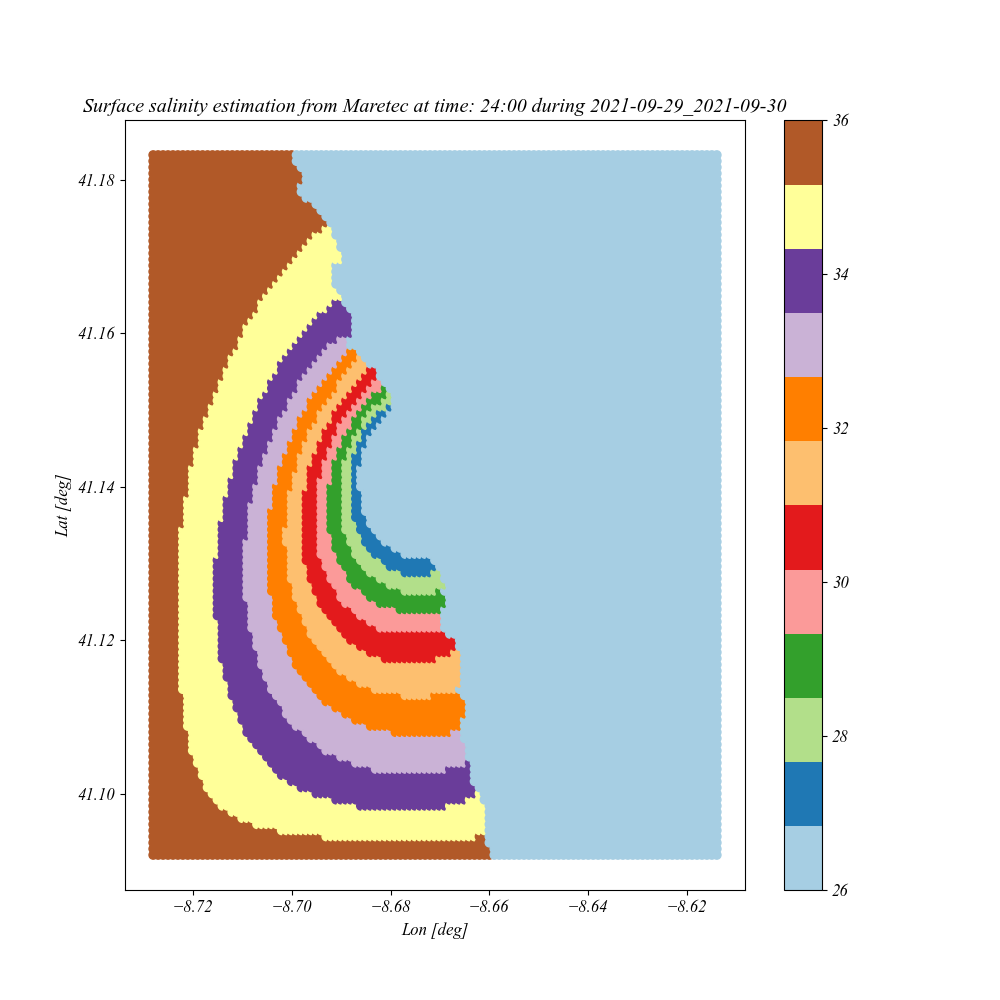 Surface salinity estimation from Maretec at time: 24:00 during 2021-09-29_2021-09-30
36
41.18
34
41.16
32
41.14
Lat [deg]
30
41.12
28
41.10
26
−8.72 −8.70 −8.68 −8.66 −8.64 −8.62
Lon [deg]